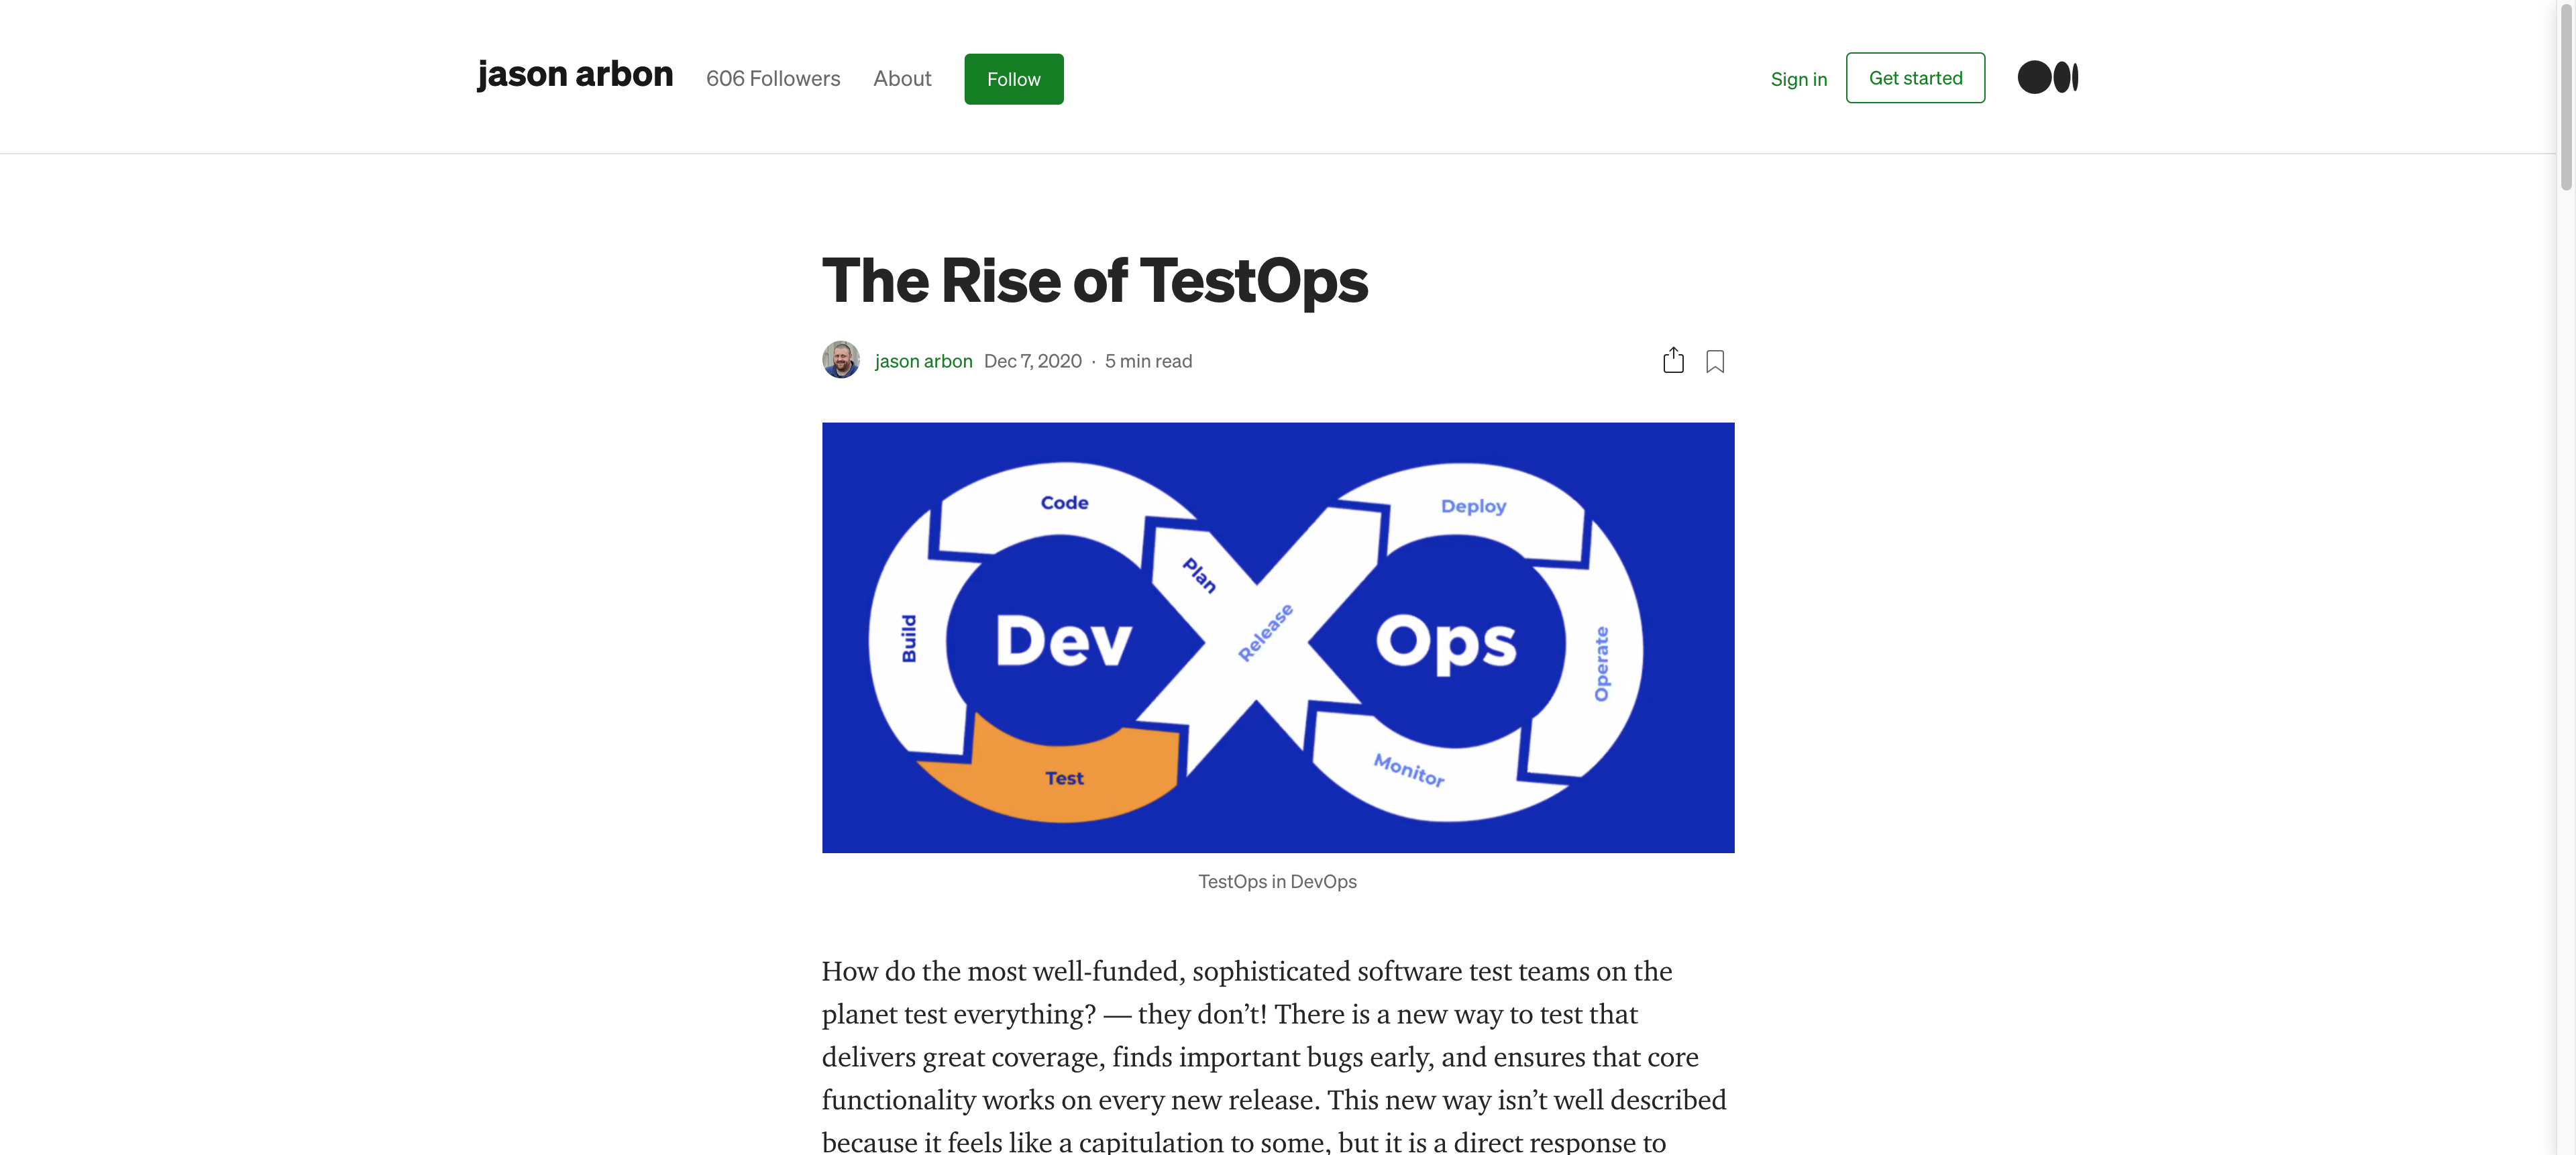 jason arbon 606 Followers About Follow Sign in Get started
The Rise of TestOps
jason arbon Dec 7, 2020 · 5 min read
Code
Plan
Build
Dev
Test
Release
Deploy
Ops
Operate
Monitor
TestOps in DevOps
How do the most well-funded, sophisticated software test teams on the
planet test everything? — they don’t! There is a new way to test that
delivers great coverage, finds important bugs early, and ensures that core
functionality works on every new release. This new way isn’t well described
because it feels like a capitulation to some, but it is a direct response to